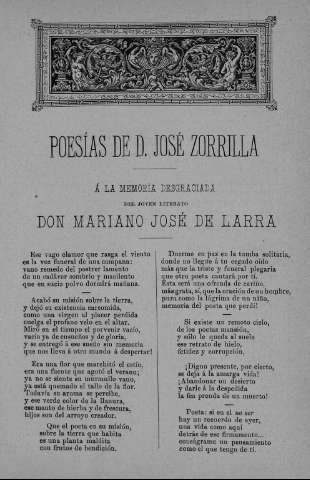 POESÍAS DE D. JOSÉ ZORRILLA
Á LA MEMORIA DESGRACIADA
DEL JOVEN LITERATO
DON MARIANO JOSÉ DE LARRA
Ese vago clamor que rasga el viento
es la voz funeral de una campana:
vano remedo del postrer lamento
de un cadáver sombrío y macilento
que en sucio polvo dormirá mañana.
Acabó su misión sobre la tierra,
y dejó su existencia carcomida,
como una virgen al placer perdida
cuelga el profano velo en el altar.
Miró en el tiempo el porvenir vacío,
vacío ya de ensueños y de gloria,
y se entregó á ese sueño sin memoria
que nos lleva á otro mundo á despertar!
Era una flor que marchitó el estío,
era una fuente que agotó el verano;
ya no se siente su murmullo vano,
ya está quemado el tallo de la flor.
Todavía su aroma se percibe,
y ese verde color de la llanura,
ese manto de hierba y de frescura,
hijos son del arroyo creador.
Que el poeta en su misión,
sobre la tierra que habita
es una planta maldita
con frutos de bendición.
Duerme en paz en la tumba solitaria,
donde no llegue á tu cegado oído
más que la triste y funeral plegaria
que otro poeta cantará por ti.
Ésta será una ofrenda de cariño,
más grata, sí, que la oración de un hombre,
pura como la lágrima de un niño,
memoria del poeta que perdí!
Si existe un remoto cielo,
de los poetas mansión,
y sólo le queda al suelo
ese retrato de hielo,
fetidez y corrupción,
¡Digno presente, por cierto,
se deja á la amarga vida!
¡Abandonar un desierto
y darle á la despedida
la fea prenda de un muerto!
Poeta: si en el no ser
hay un recuerdo de ayer,
una vida como aquí
detrás de ese firmamento...
conságrame un pensamiento
como el que tengo de ti.